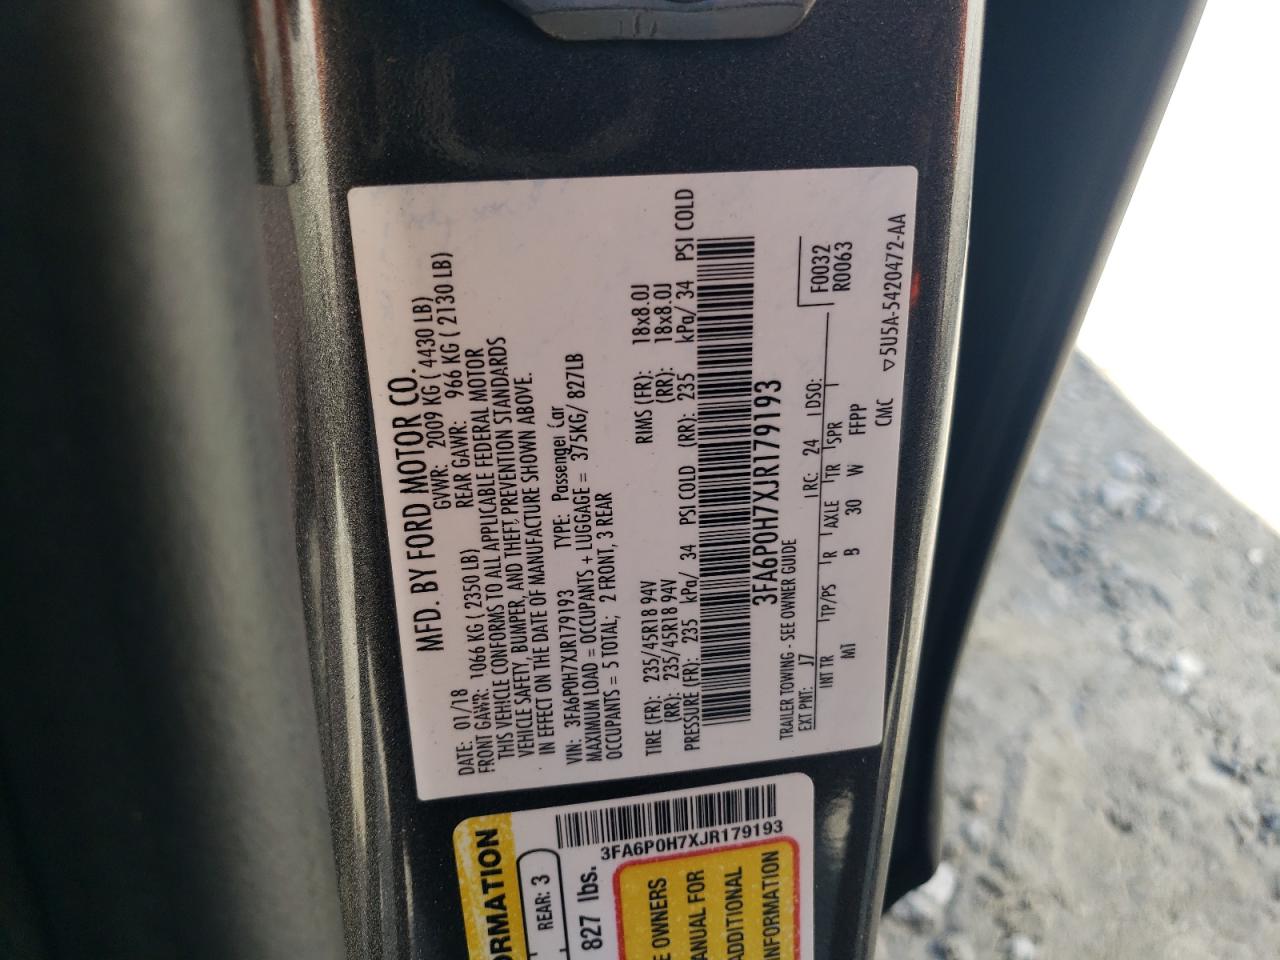 MFD. BY FORD MOTOR CO.
DATE: 01/18 GVWR: 2009 KG ( 4430 LB)
FRONT GAWR: 1066 KG ( 2350 LB) REAR GAWR: 966 KG ( 2130 LB)
THIS VEHICLE CONFORMS TO ALL APPLICABLE FEDERAL MOTOR
VEHICLE SAFETY, BUMPER, AND THEFT PREVENTION STANDARDS
IN EFFECT ON THE DATE OF MANUFACTURE SHOWN ABOVE.
VIN: 3FA6P0H7XJR179193 TYPE: Passenger Car
MAXIMUM LOAD = OCCUPANTS + LUGGAGE = 375KG/ 827LB
OCCUPANTS = 5 TOTAL; 2 FRONT, 3 REAR
TIRE (FR): 235/45R18 94V RIMS (FR): 18x8.0J
(RR): 235/45R18 94V (RR): 18x8.0J
PRESSURE (FR): 235 kPa/ 34 PSI COLD (RR): 235 kPa/ 34 PSI COLD
3FA6P0H7XJR179193
TRAILER TOWING - SEE OWNER GUIDE
EXT PNT: J7 RC: 24 DSO: F0032
R0063
INT TR TP/PS R AXLE TR SPR
MT B 30 W FFPP
CMC ▽5U5A-5420472-AA
ORMATION
REAR: 3
827 lbs.
3FA6P0H7XJR179193
E OWNERS
ANUAL FOR
ADDITIONAL
INFORMATION